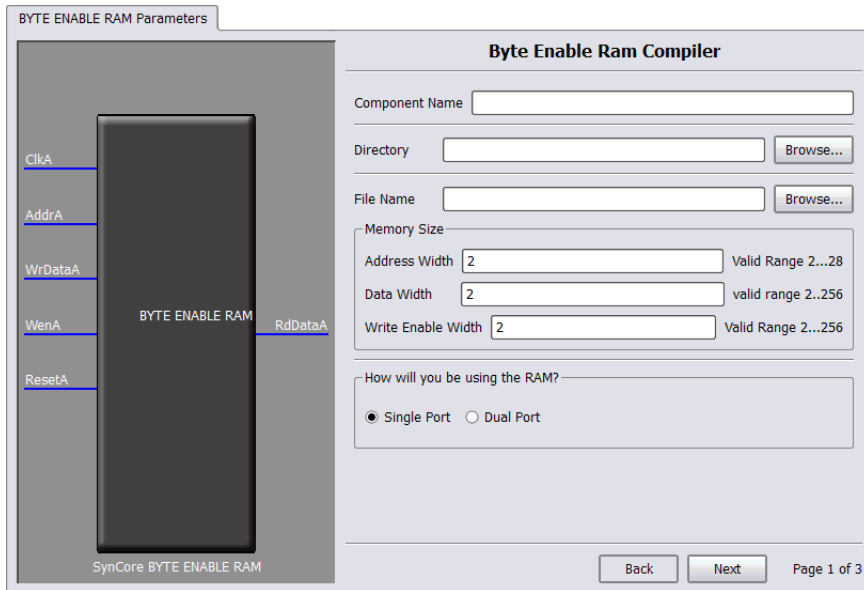 BYTE ENABLE RAM Parameters
Byte Enable Ram Compiler
Component Name
Directory Browse...
File Name Browse...
Memory Size
Address Width 2 Valid Range 2...28
Data Width 2 valid range 2..256
Write Enable Width 2 Valid Range 2...256
How will you be using the RAM?
Single Port Dual Port
Back Next Page 1 of 3
ClkA
AddrA
WrDataA
WenA
ResetA
BYTE ENABLE RAM
RdDataA
SynCore BYTE ENABLE RAM